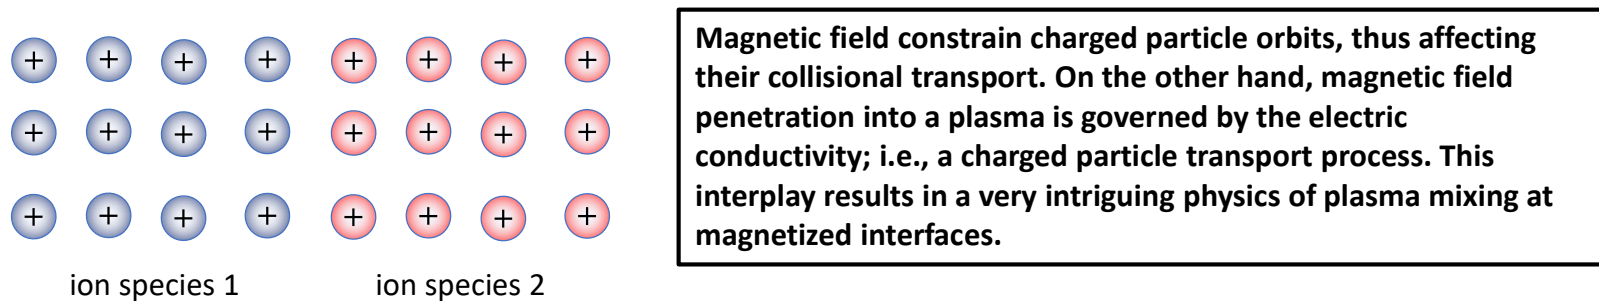 + + + + + + + +
+ + + + + + + +
+ + + + + + + +
ion species 1 ion species 2
Magnetic field constrain charged particle orbits, thus affecting
their collisional transport. On the other hand, magnetic field
penetration into a plasma is governed by the electric
conductivity; i.e., a charged particle transport process. This
interplay results in a very intriguing physics of plasma mixing at
magnetized interfaces.